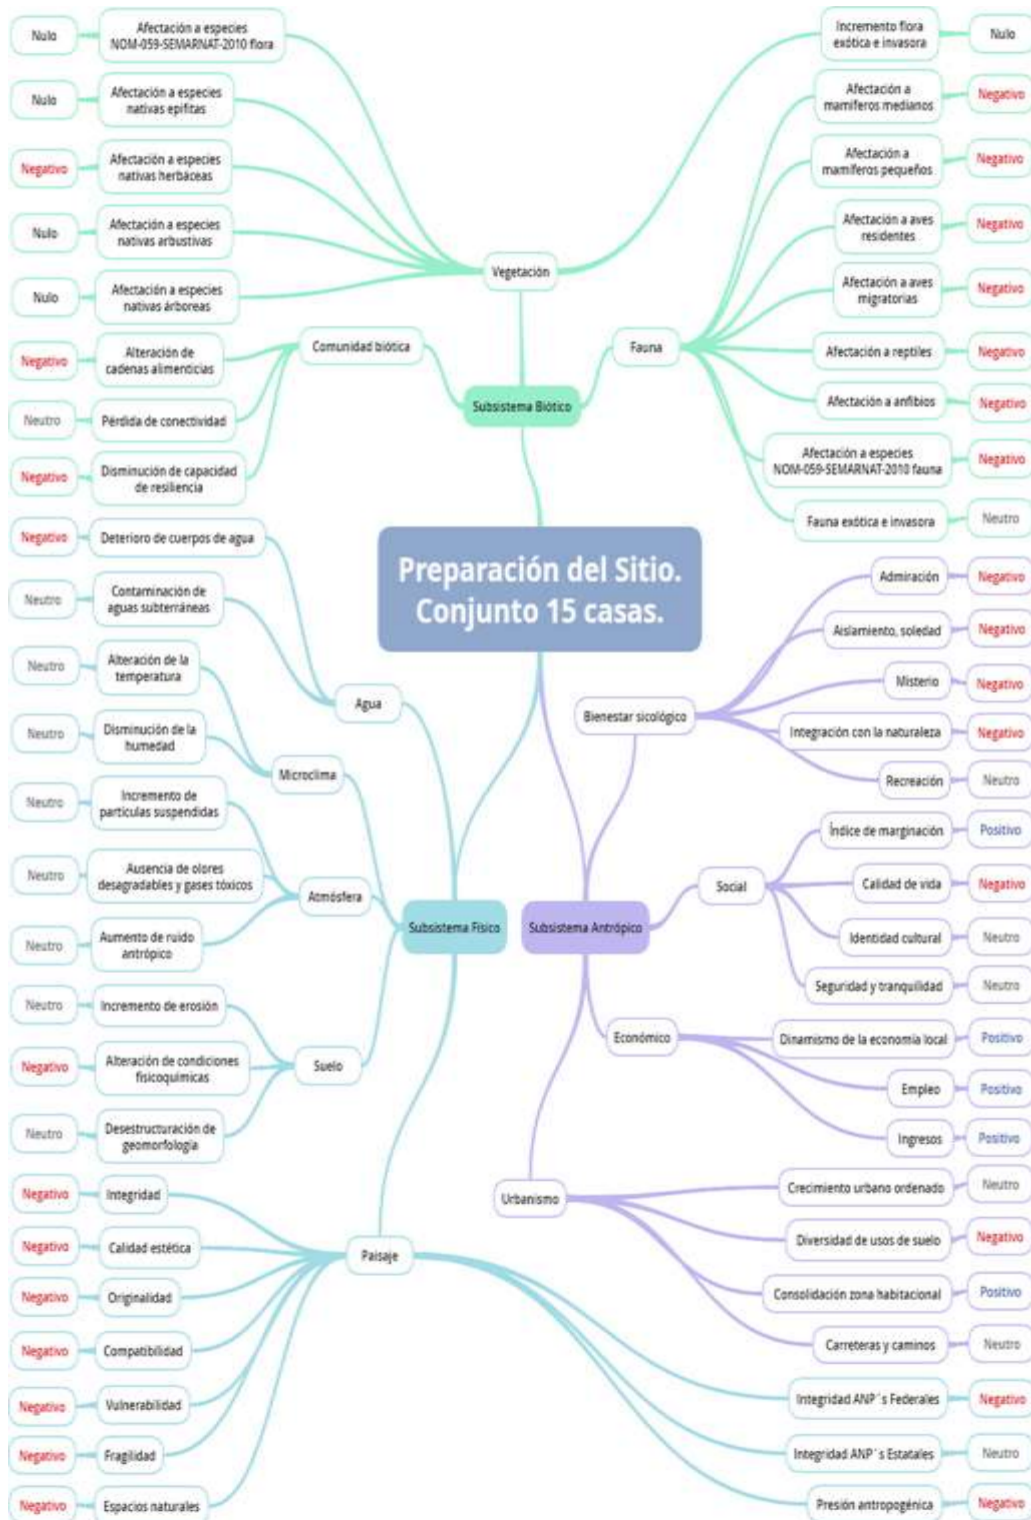 Nulo
Afectación a especies
NOM-059-SEMARNAT-2010 flora
Nulo
Afectación a especies
nativas epífitas
Negativo
Afectación a especies
nativas herbáceas
Nulo
Afectación a especies
nativas arbustivas
Nulo
Afectación a especies
nativas árboreas
Vegetación
Incremento flora
exótica e invasora
Nulo
Comunidad biótica
Negativo
Alteración de
cadenas alimenticias
Neutro
Pérdida de conectividad
Negativo
Disminución de capacidad
de resiliencia
Subsistema Biótico
Fauna
Afectación a
mamíferos medianos
Negativo
Afectación a
mamíferos pequeños
Negativo
Afectación a aves
residentes
Negativo
Afectación a aves
migratorias
Negativo
Afectación a reptiles
Negativo
Afectación a anfibios
Negativo
Afectación a especies
NOM-059-SEMARNAT-2010 fauna
Negativo
Fauna exótica e invasora
Neutro
Preparación del Sitio.
Conjunto 15 casas.
Negativo
Deterioro de cuerpos de agua
Neutro
Contaminación de
aguas subterráneas
Agua
Neutro
Alteración de la
temperatura
Neutro
Disminución de la
humedad
Microclima
Neutro
Incremento de
partículas suspendidas
Neutro
Ausencia de olores
desagradables y gases tóxicos
Neutro
Aumento de ruido
antrópico
Atmósfera
Subsistema Físico
Neutro
Incremento de erosión
Negativo
Alteración de condiciones
fisicoquímicas
Neutro
Desestructuración de
geomorfología
Suelo
Negativo
Integridad
Negativo
Calidad estética
Negativo
Originalidad
Negativo
Compatibilidad
Negativo
Vulnerabilidad
Negativo
Fragilidad
Negativo
Espacios naturales
Paisaje
Bienestar sicológico
Admiración
Negativo
Aislamiento, soledad
Negativo
Misterio
Negativo
Integración con la naturaleza
Negativo
Recreación
Neutro
Subsistema Antrópico
Social
Índice de marginación
Positivo
Calidad de vida
Negativo
Identidad cultural
Neutro
Seguridad y tranquilidad
Neutro
Económico
Dinamismo de la economía local
Positivo
Empleo
Positivo
Ingresos
Positivo
Urbanismo
Crecimiento urbano ordenado
Neutro
Diversidad de usos de suelo
Negativo
Consolidación zona habitacional
Positivo
Carreteras y caminos
Neutro
Integridad ANP´s Federales
Negativo
Integridad ANP´s Estatales
Neutro
Presión antropogénica
Negativo